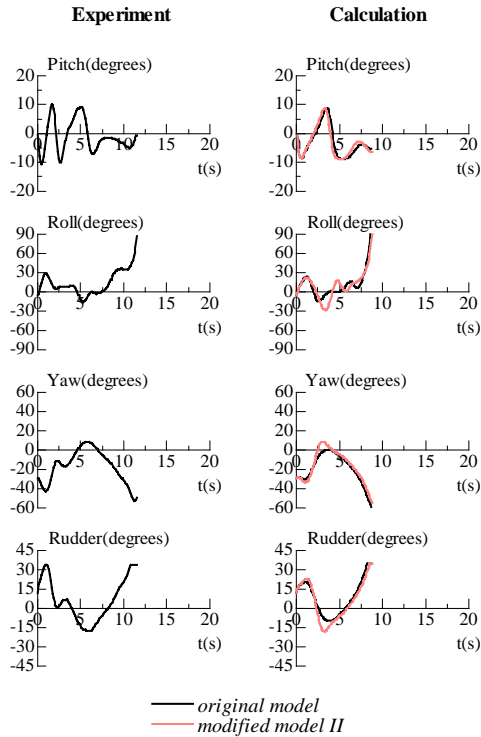 Experiment
Calculation
Pitch(degrees)
20
10
0
-10
-20
0 5 10 15 20
t(s)
Pitch(degrees)
20
10
0
-10
-20
0 5 10 15 20
t(s)
Roll(degrees)
90
60
30
0
-30
-60
-90
0 5 10 15 20
t(s)
Roll(degrees)
90
60
30
0
-30
-60
-90
0 5 10 15 20
t(s)
Yaw(degrees)
60
40
20
0
-20
-40
-60
0 5 10 15 20
t(s)
Yaw(degrees)
60
40
20
0
-20
-40
-60
0 5 10 15 20
t(s)
Rudder(degrees)
45
30
15
0
-15
-30
-45
0 5 10 15 20
t(s)
Rudder(degrees)
45
30
15
0
-15
-30
-45
0 5 10 15 20
t(s)
original model
modified model II